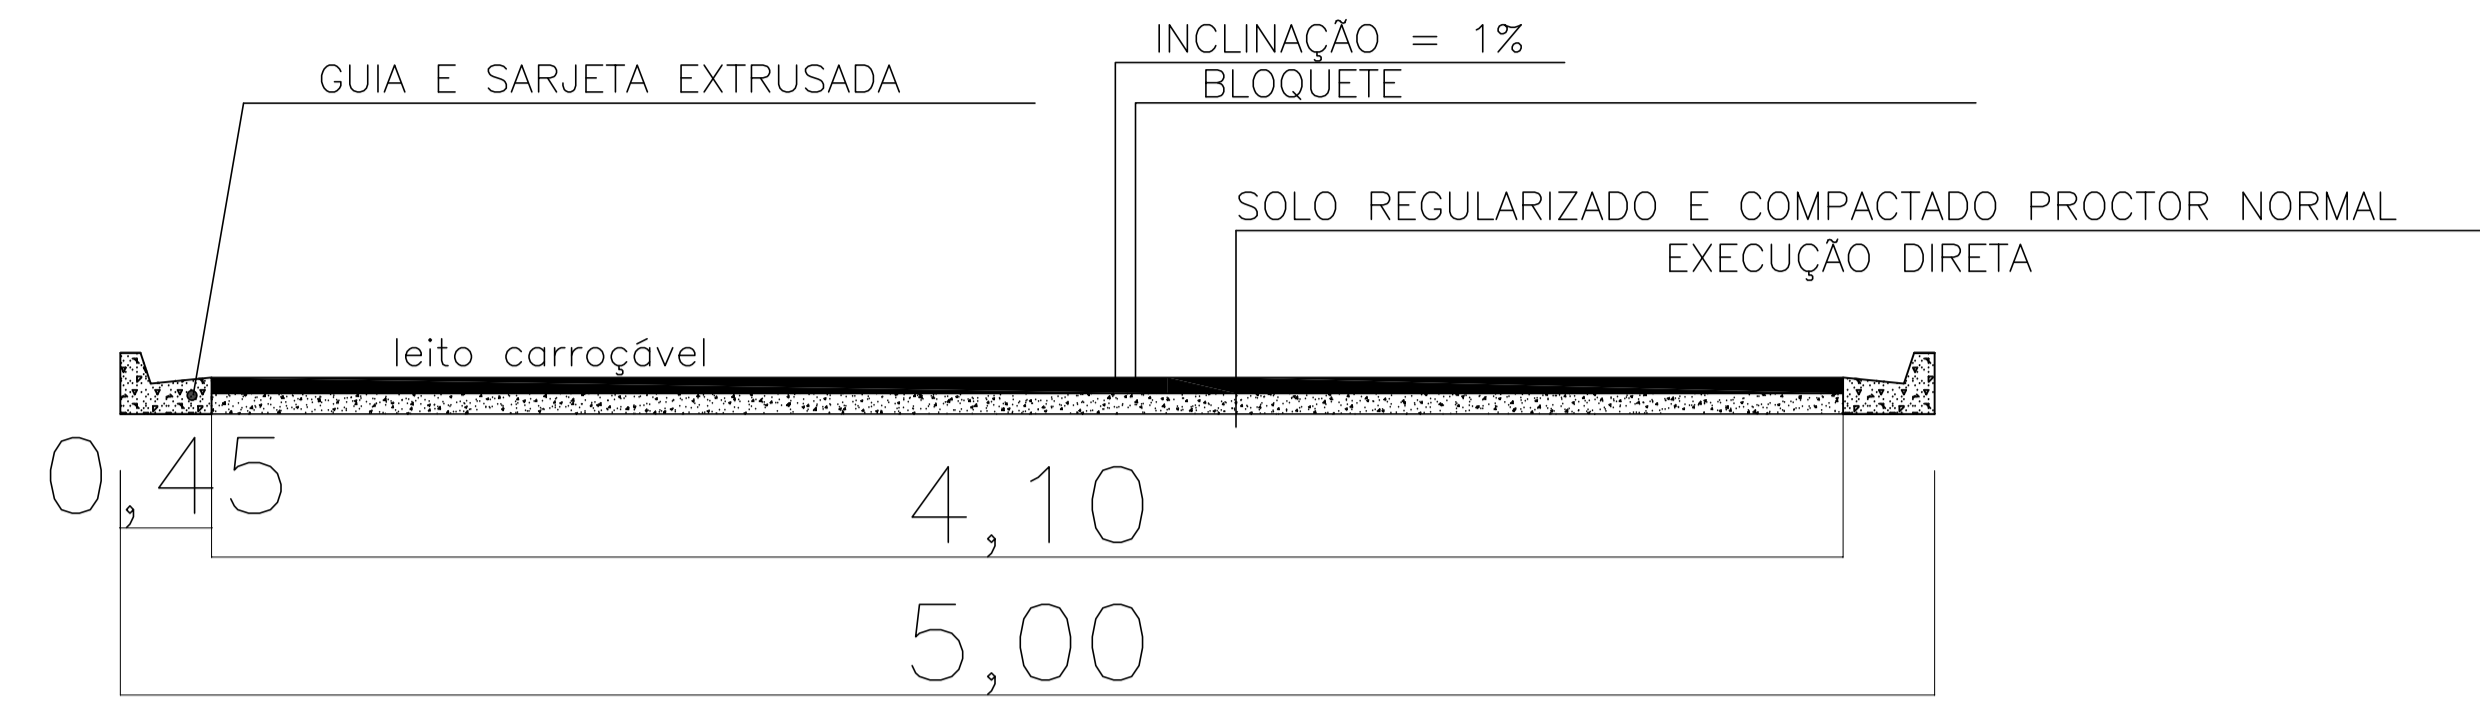 INCLINAÇÃO = 1%
GUIA E SARJETA EXTRUSADA
BLOQUETE
SOLO REGULARIZADO E COMPACTADO PROCTOR NORMAL
EXECUÇÃO DIRETA
leito carroçável
0,45
4,10
5,00